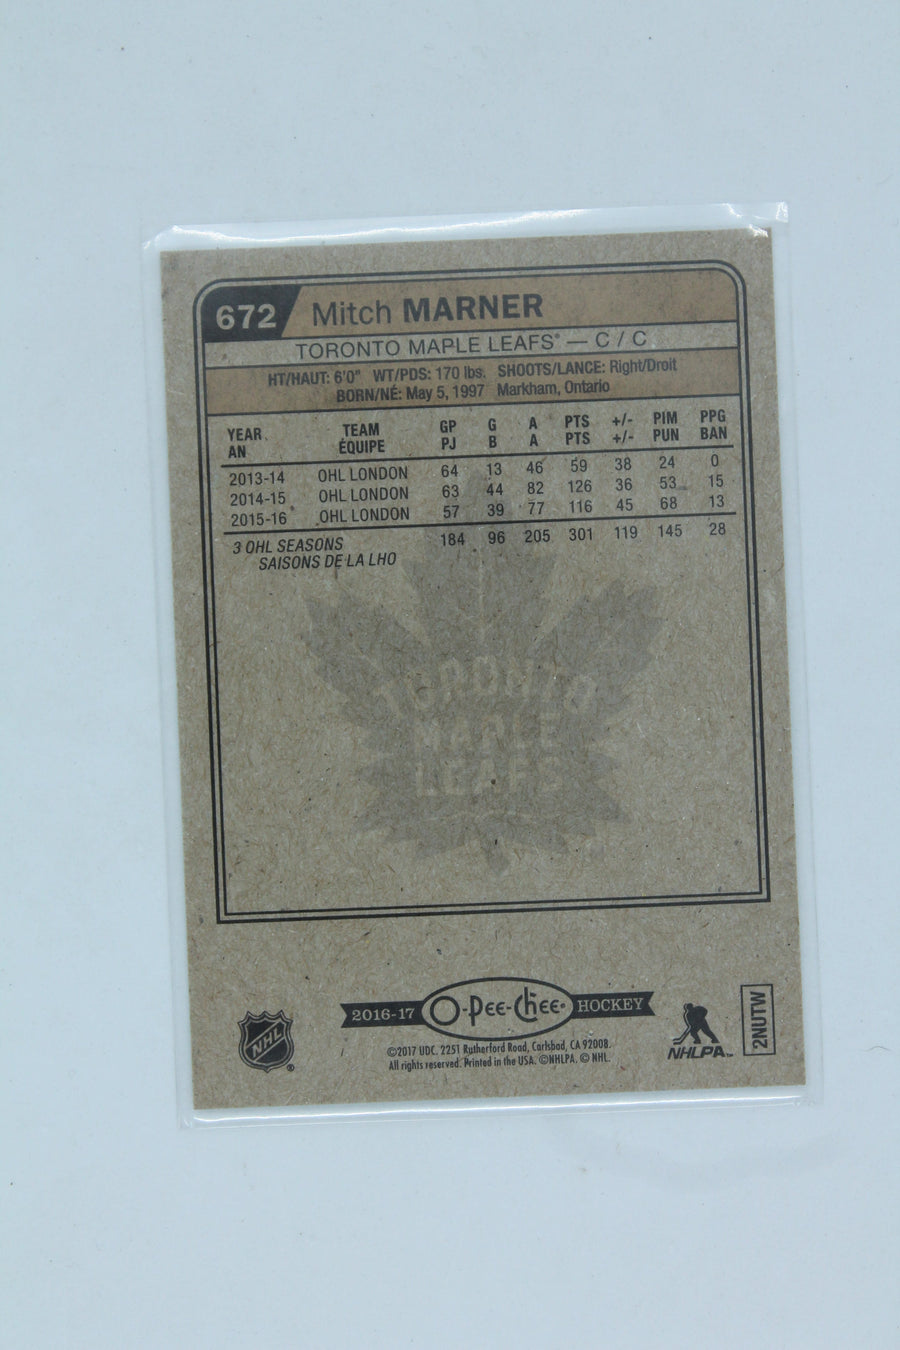 672 Mitch MARNER
TORONTO MAPLE LEAFS® — C / C
HT/HAUT: 6'0" WT/PDS: 170 lbs. SHOOTS/LANCE: Right/Droit
BORN/NÉ: May 5, 1997 Markham, Ontario
YEAR TEAM GP G A PTS +/- PIM PPG
AN ÉQUIPE PJ B A PTS +/- PUN BAN
2013-14 OHL LONDON 64 13 46 59 38 24 0
2014-15 OHL LONDON 63 44 82 126 36 53 15
2015-16 OHL LONDON 57 39 77 116 45 68 13
3 OHL SEASONS 184 96 205 301 119 145 28
SAISONS DE LA LHO
TORONTO
MAPLE
LEAFS
2016-17 O-Pee-Chee® HOCKEY
NHL ®
©2017 UDC. 2251 Rutherford Road, Carlsbad, CA 92008.
All rights reserved. Printed in the USA. ©NHLPA. © NHL.
NHLPA™
2NUTW